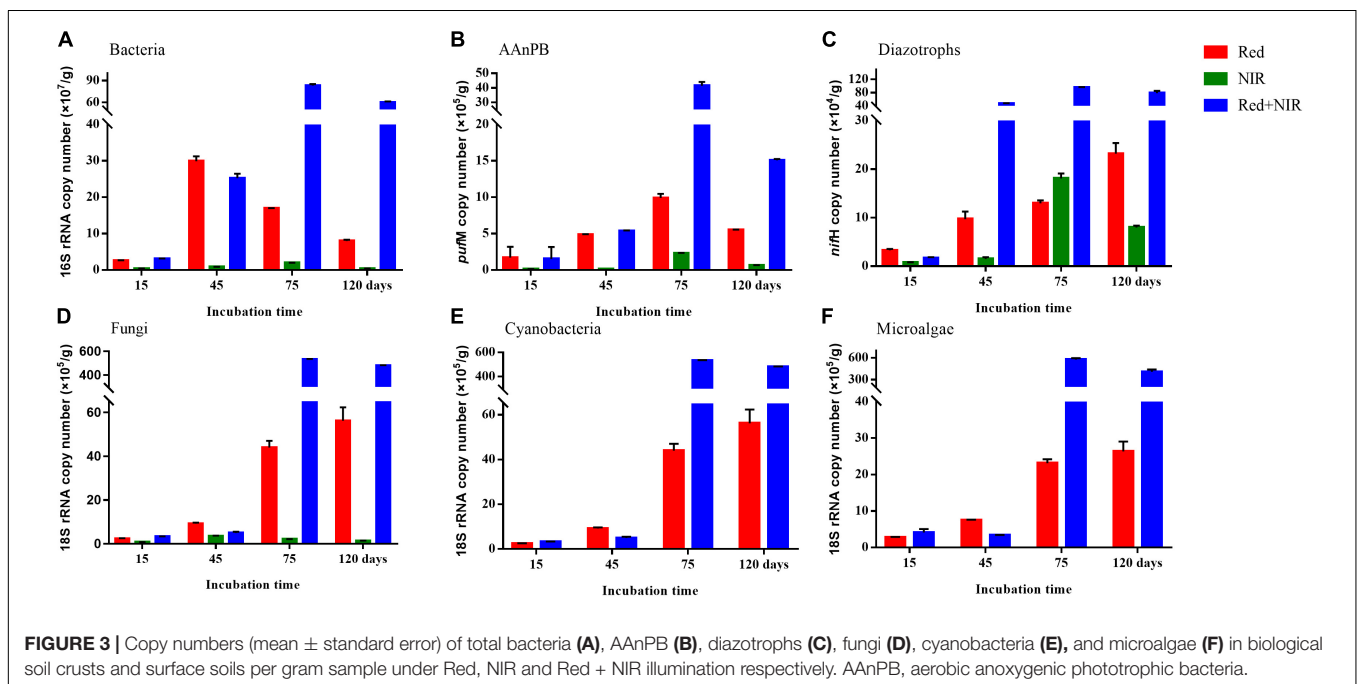 A
Bacteria
16S rRNA copy number (×10⁷/g)
90
60
40
30
20
10
0
15 45 75 120 days
Incubation time
B
AAnPB
pufM copy number (×10⁵/g)
50
40
30
20
15
10
5
0
15 45 75 120 days
Incubation time
C
Diazotrophs
nifH copy number (×10⁴/g)
120
80
40
30
20
10
0
15 45 75 120 days
Incubation time
Red
NIR
Red+NIR
D
Fungi
18S rRNA copy number (×10⁵/g)
600
400
60
40
20
0
15 45 75 120 days
Incubation time
E
Cyanobacteria
18S rRNA copy number (×10⁵/g)
600
400
60
40
20
0
15 45 75 120 days
Incubation time
F
Microalgae
18S rRNA copy number (×10⁵/g)
600
300
40
30
20
10
0
15 45 75 120 days
Incubation time
FIGURE 3 | Copy numbers (mean ± standard error) of total bacteria (A), AAnPB (B), diazotrophs (C), fungi (D), cyanobacteria (E), and microalgae (F) in biological
soil crusts and surface soils per gram sample under Red, NIR and Red + NIR illumination respectively. AAnPB, aerobic anoxygenic phototrophic bacteria.